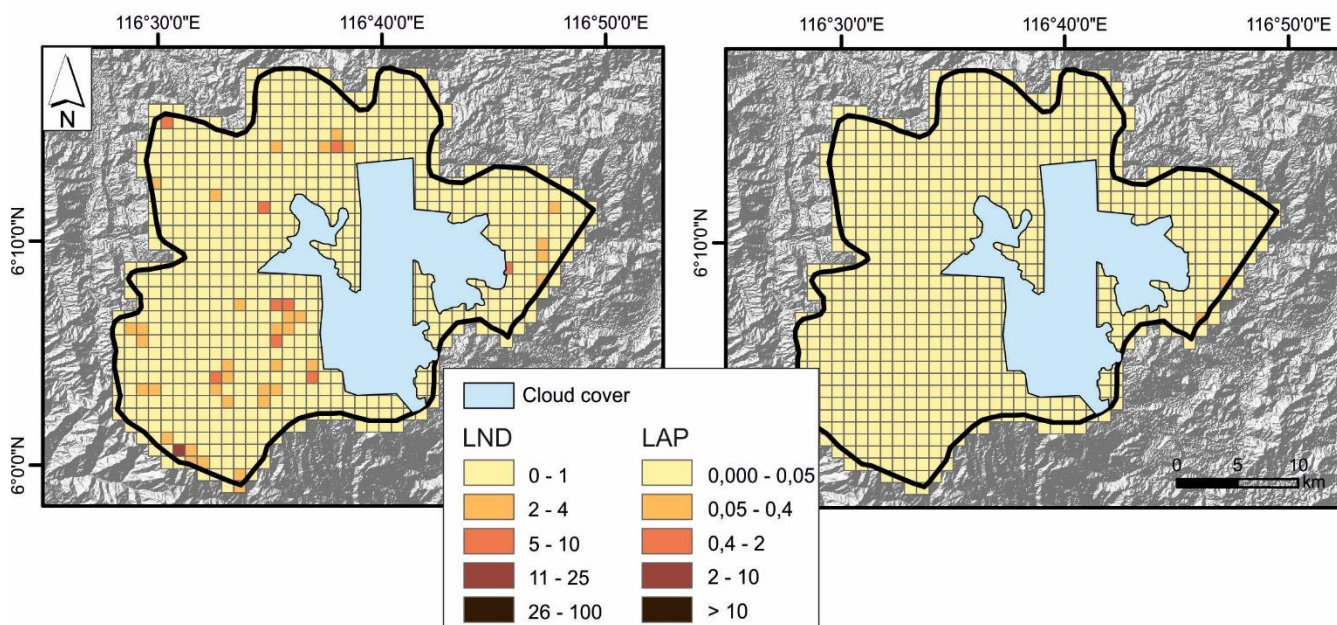 116°30'0"E 116°40'0"E 116°50'0"E 116°30'0"E 116°40'0"E 116°50'0"E
N
6°10'0"N 6°10'0"N
6°0'0"N 6°0'0"N
Cloud cover
LND LAP
0 - 1 0,000 - 0,05
2 - 4 0,05 - 0,4
5 - 10 0,4 - 2
11 - 25 2 - 10
26 - 100 > 10
0 5 10
km